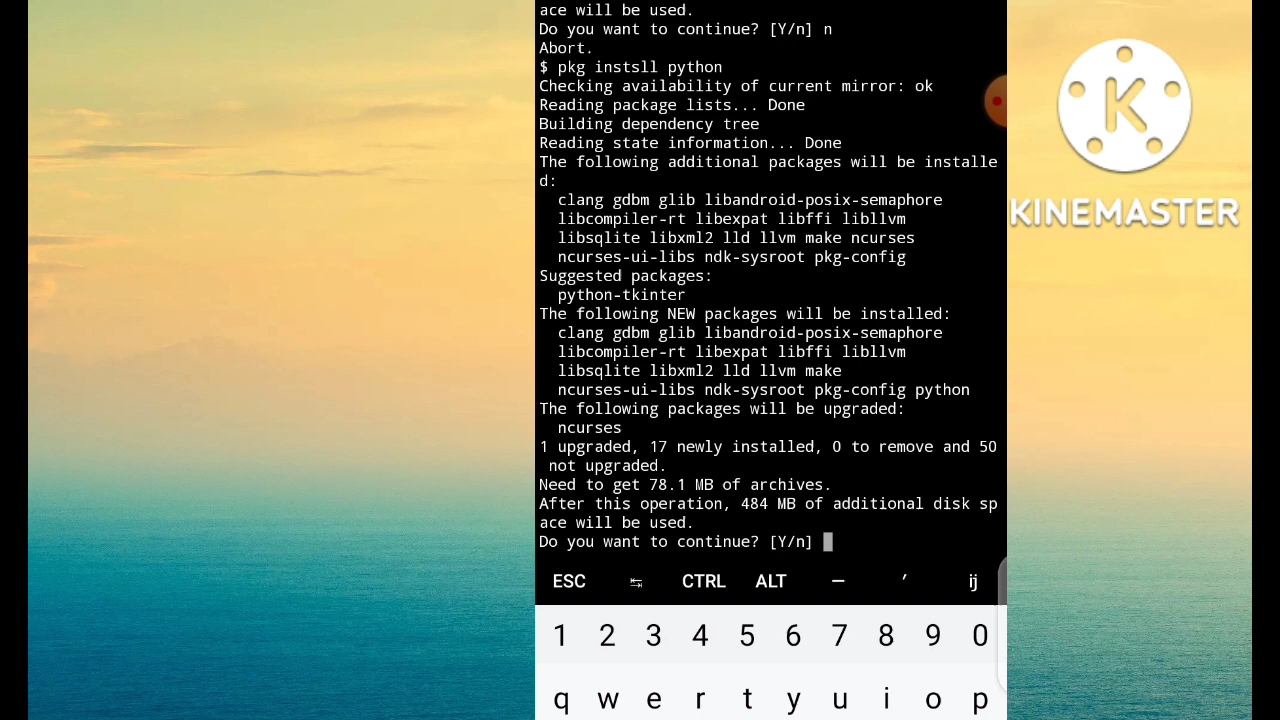 ace will be used.
Do you want to continue? [Y/n] n
Abort.
$ pkg instsll python
Checking availability of current mirror: ok
Reading package lists... Done
Building dependency tree
Reading state information... Done
The following additional packages will be installe
d:
clang gdbm glib libandroid-posix-semaphore
libcompiler-rt libexpat libffi libllvm
libsqlite libxml2 lld llvm make ncurses
ncurses-ui-libs ndk-sysroot pkg-config
Suggested packages:
python-tkinter
The following NEW packages will be installed:
clang gdbm glib libandroid-posix-semaphore
libcompiler-rt libexpat libffi libllvm
libsqlite libxml2 lld llvm make
ncurses-ui-libs ndk-sysroot pkg-config python
The following packages will be upgraded:
ncurses
1 upgraded, 17 newly installed, 0 to remove and 50
not upgraded.
Need to get 78.1 MB of archives.
After this operation, 484 MB of additional disk sp
ace will be used.
Do you want to continue? [Y/n]
ESC ↹ CTRL ALT — ′ ij
1 2 3 4 5 6 7 8 9 0
q w e r t y u i o p
K
KINEMASTER